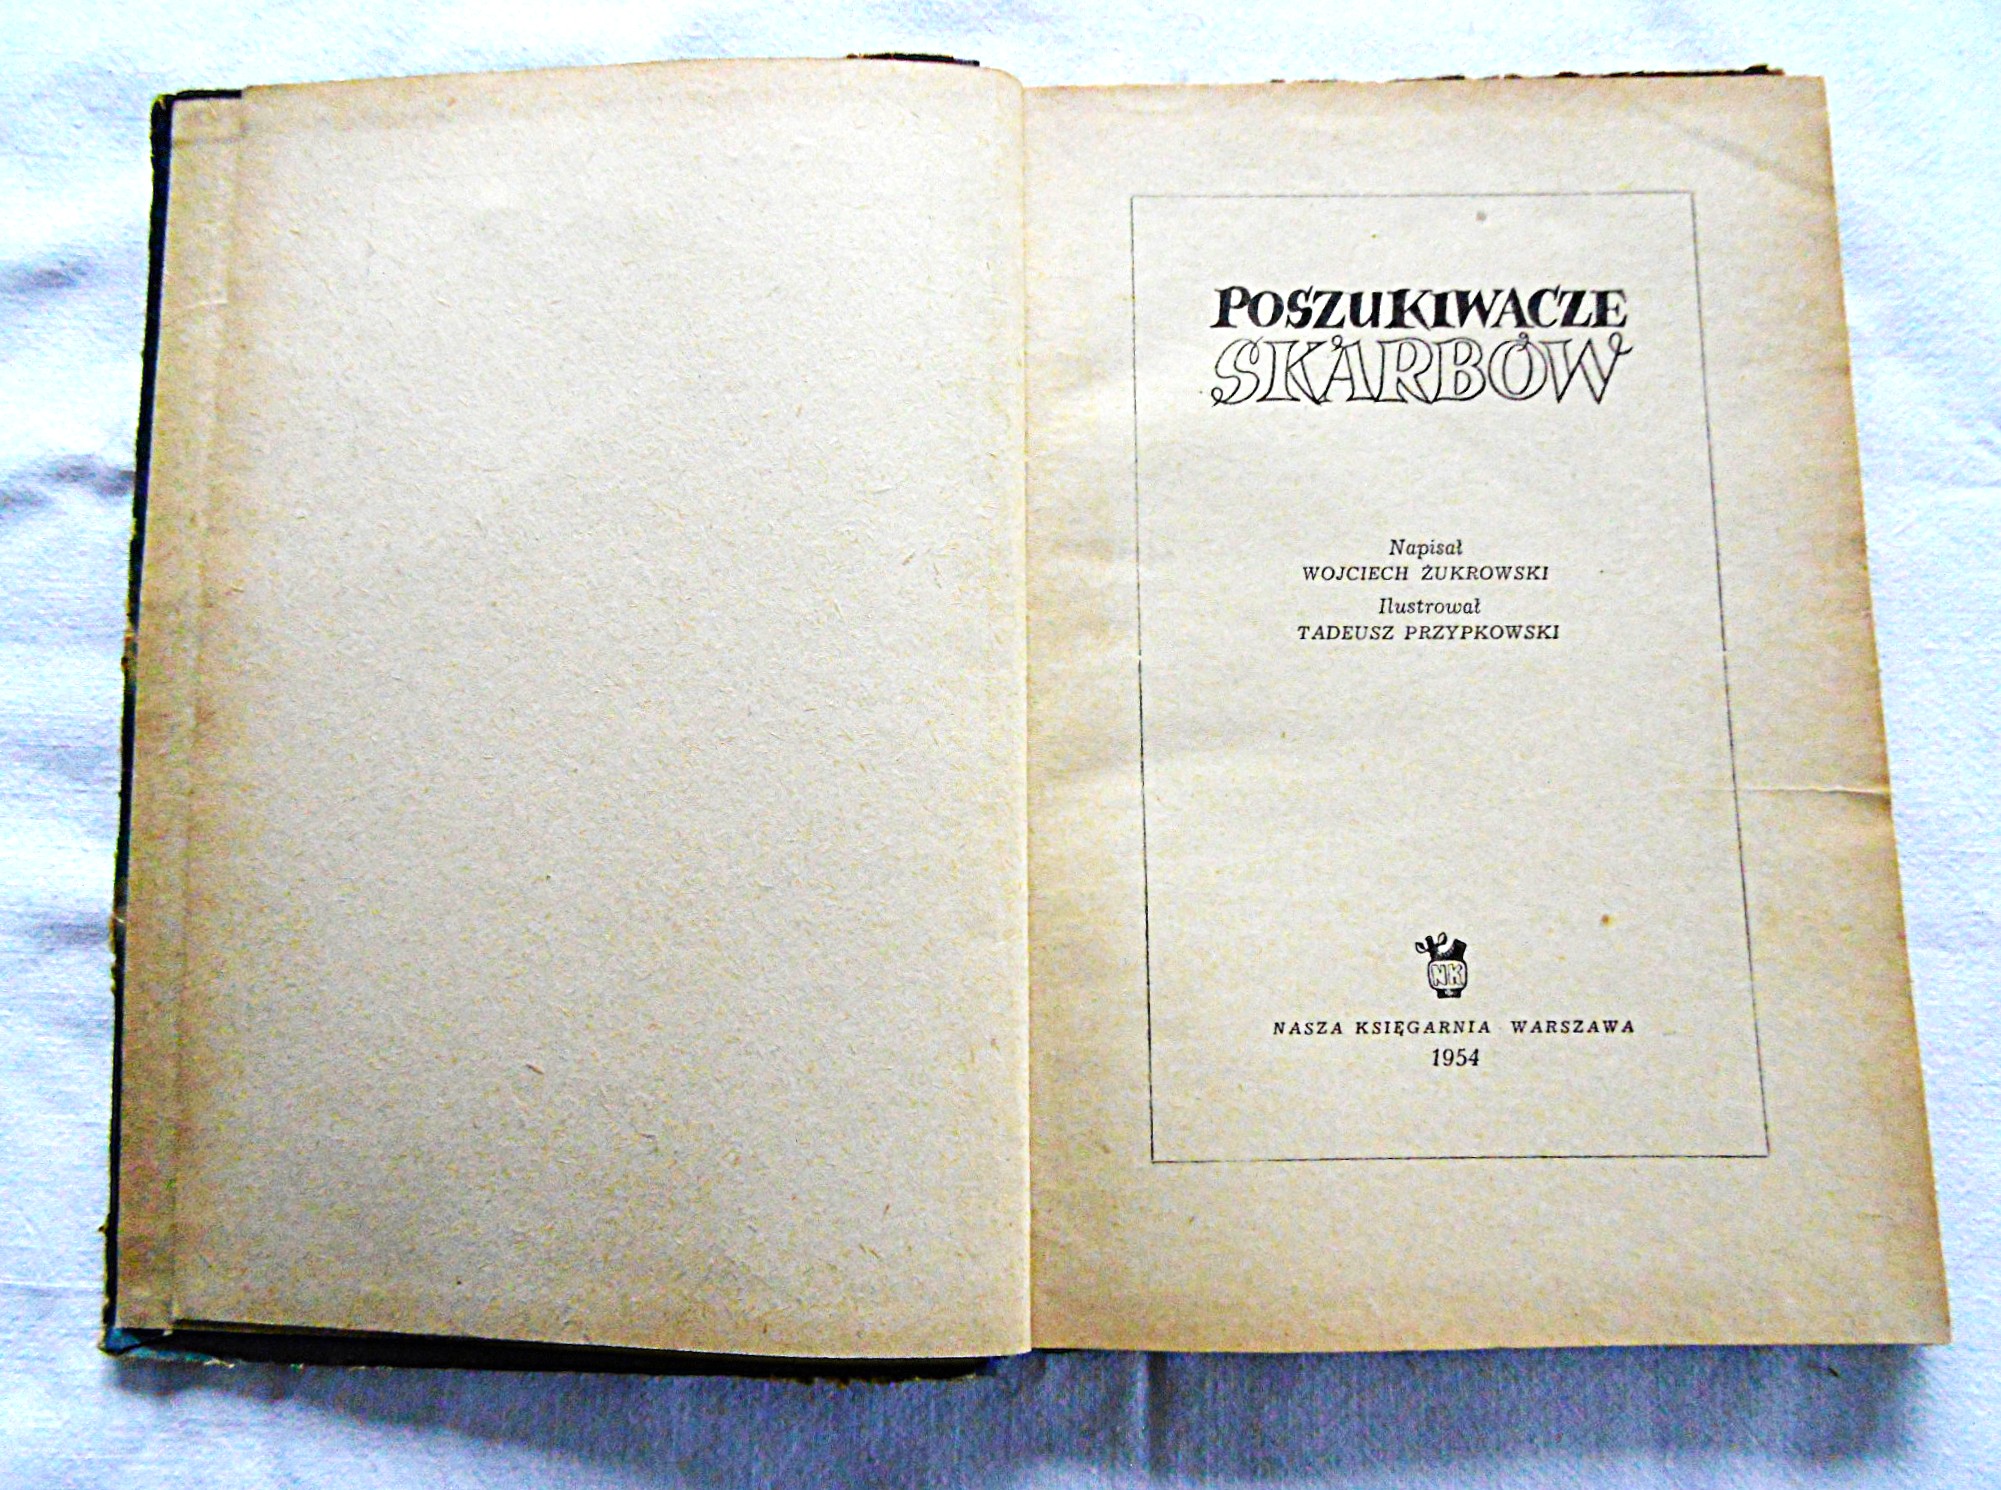 POSZUKIWACZE
SKARBÓW
Napisał
WOJCIECH ŻUKROWSKI
Ilustrował
TADEUSZ PRZYPKOWSKI
NK
NASZA KSIĘGARNIA WARSZAWA
1954